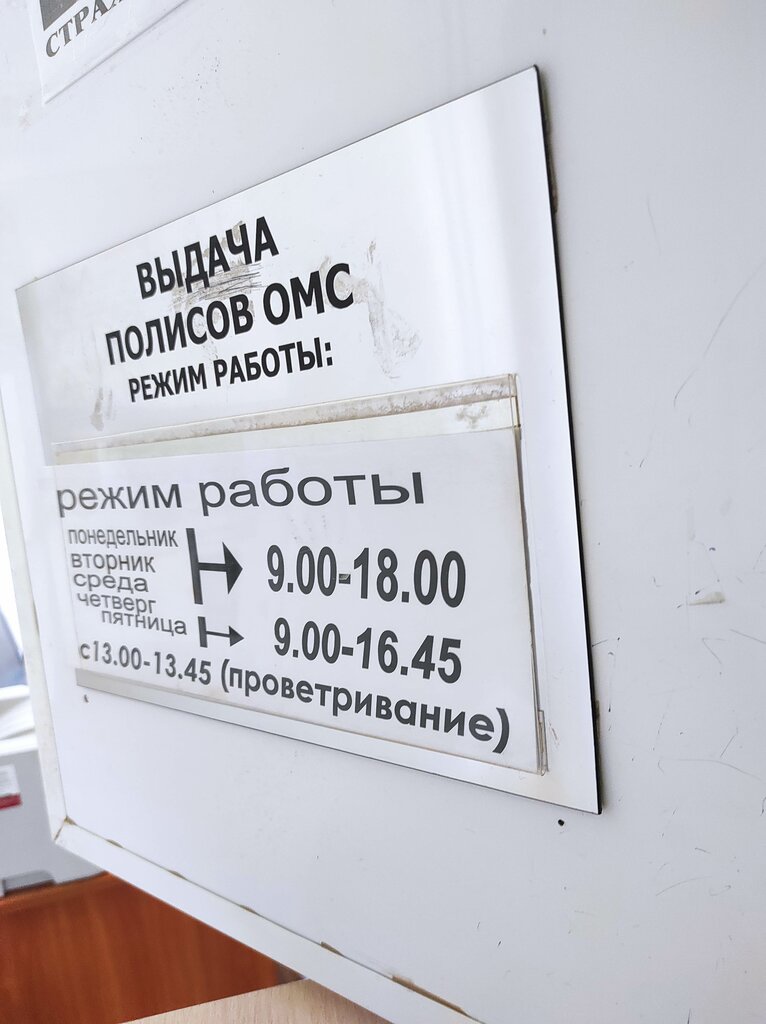 ВЫДАЧА
ПОЛИСОВ ОМС
РЕЖИМ РАБОТЫ:
режим работы
понедельник
вторник
среда
четверг
9.00-18.00
пятница
9.00-16.45
с13.00-13.45 (проветривание)